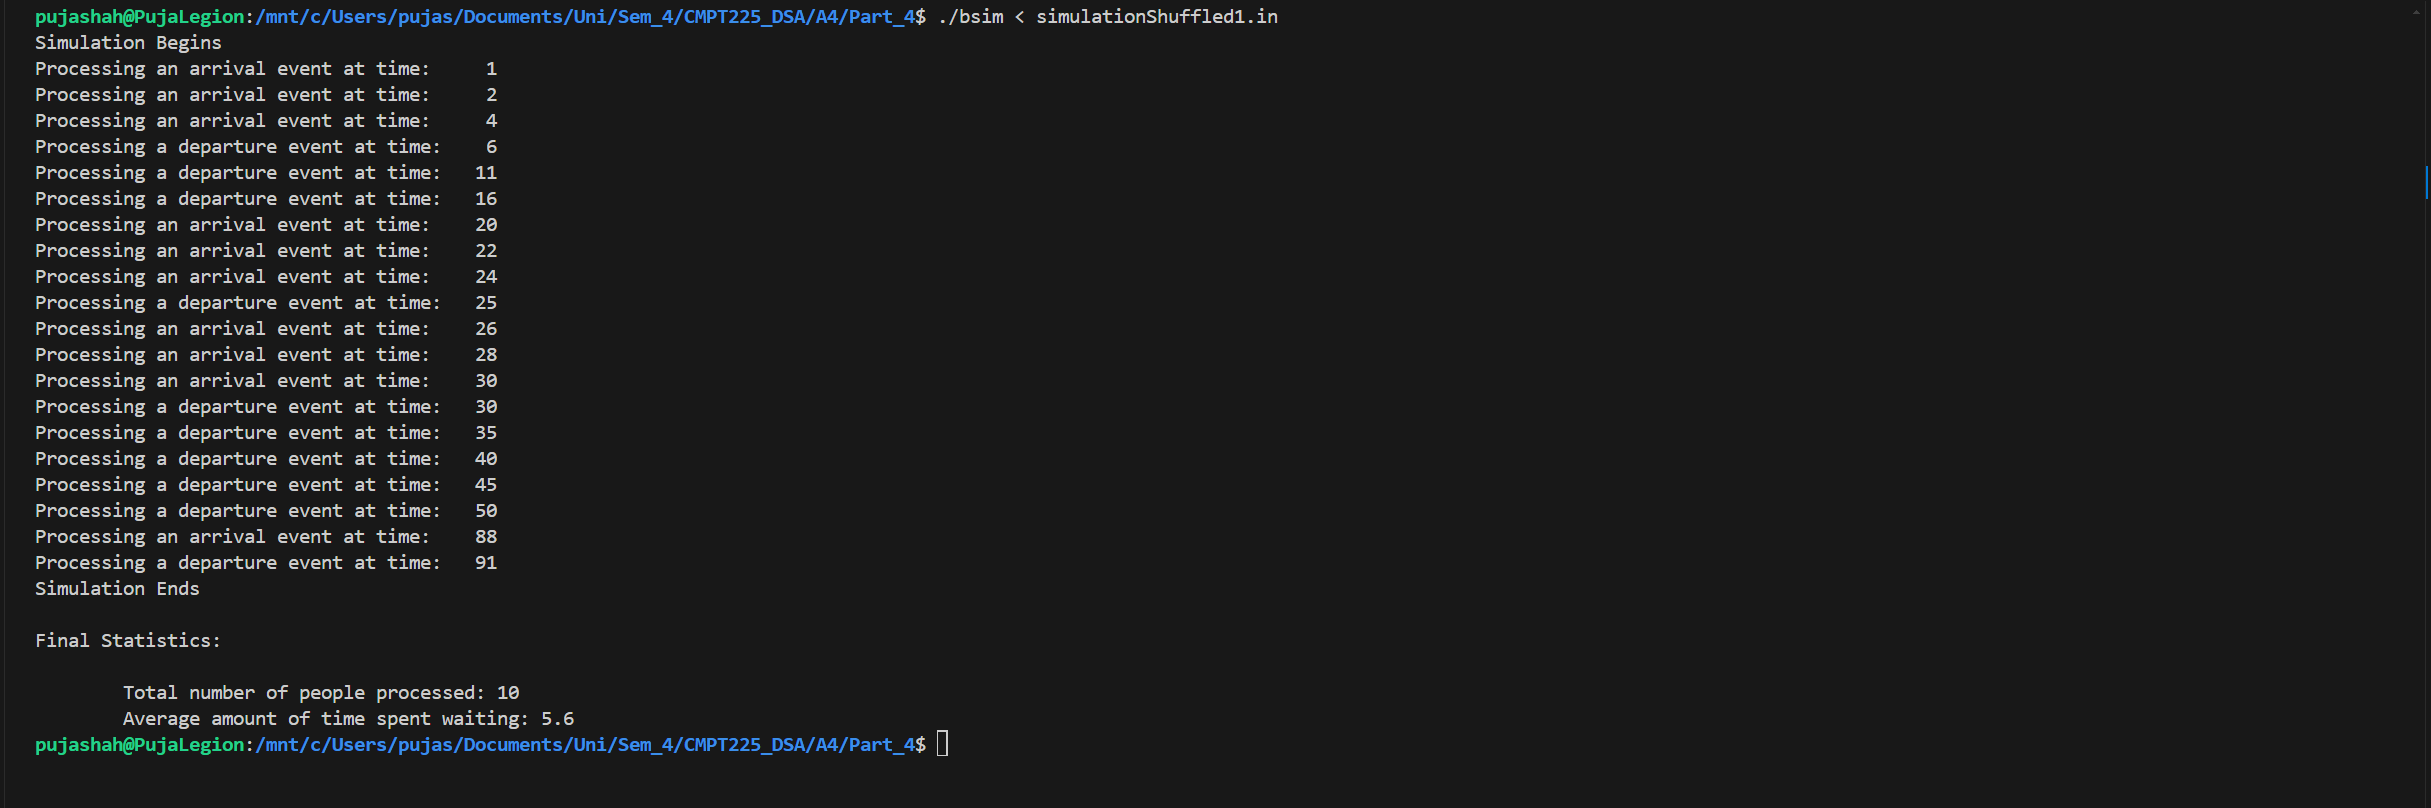 pujashah@PujaLegion:/mnt/c/Users/pujas/Documents/Uni/Sem_4/CMPT225_DSA/A4/Part_4$ ./bsim < simulationShuffled1.in
Simulation Begins
Processing an arrival event at time:     1
Processing an arrival event at time:     2
Processing an arrival event at time:     4
Processing a departure event at time:    6
Processing a departure event at time:   11
Processing a departure event at time:   16
Processing an arrival event at time:    20
Processing an arrival event at time:    22
Processing an arrival event at time:    24
Processing a departure event at time:   25
Processing an arrival event at time:    26
Processing an arrival event at time:    28
Processing an arrival event at time:    30
Processing a departure event at time:   30
Processing a departure event at time:   35
Processing a departure event at time:   40
Processing a departure event at time:   45
Processing a departure event at time:   50
Processing an arrival event at time:    88
Processing a departure event at time:   91
Simulation Ends

Final Statistics:

        Total number of people processed: 10
        Average amount of time spent waiting: 5.6
pujashah@PujaLegion:/mnt/c/Users/pujas/Documents/Uni/Sem_4/CMPT225_DSA/A4/Part_4$